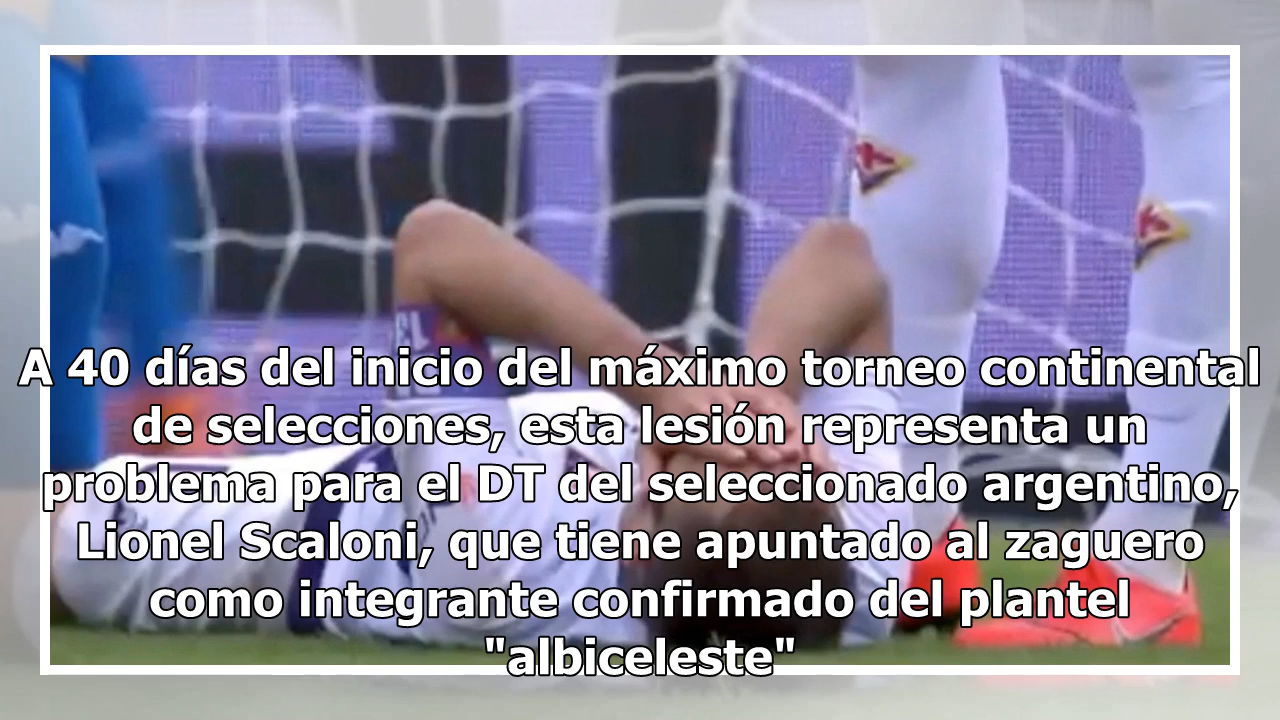 A 40 días del inicio del máximo torneo continental
de selecciones, esta lesión representa un
problema para el DT del seleccionado argentino,
Lionel Scaloni, que tiene apuntado al zaguero
como integrante confirmado del plantel
"albiceleste"